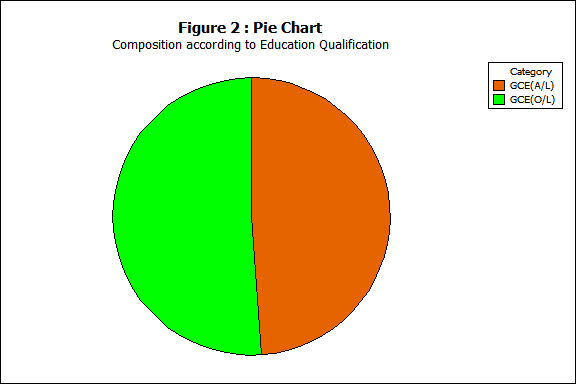 Figure 2 : Pie Chart
Composition according to Education Qualification
Category
GCE(A/L)
GCE(O/L)